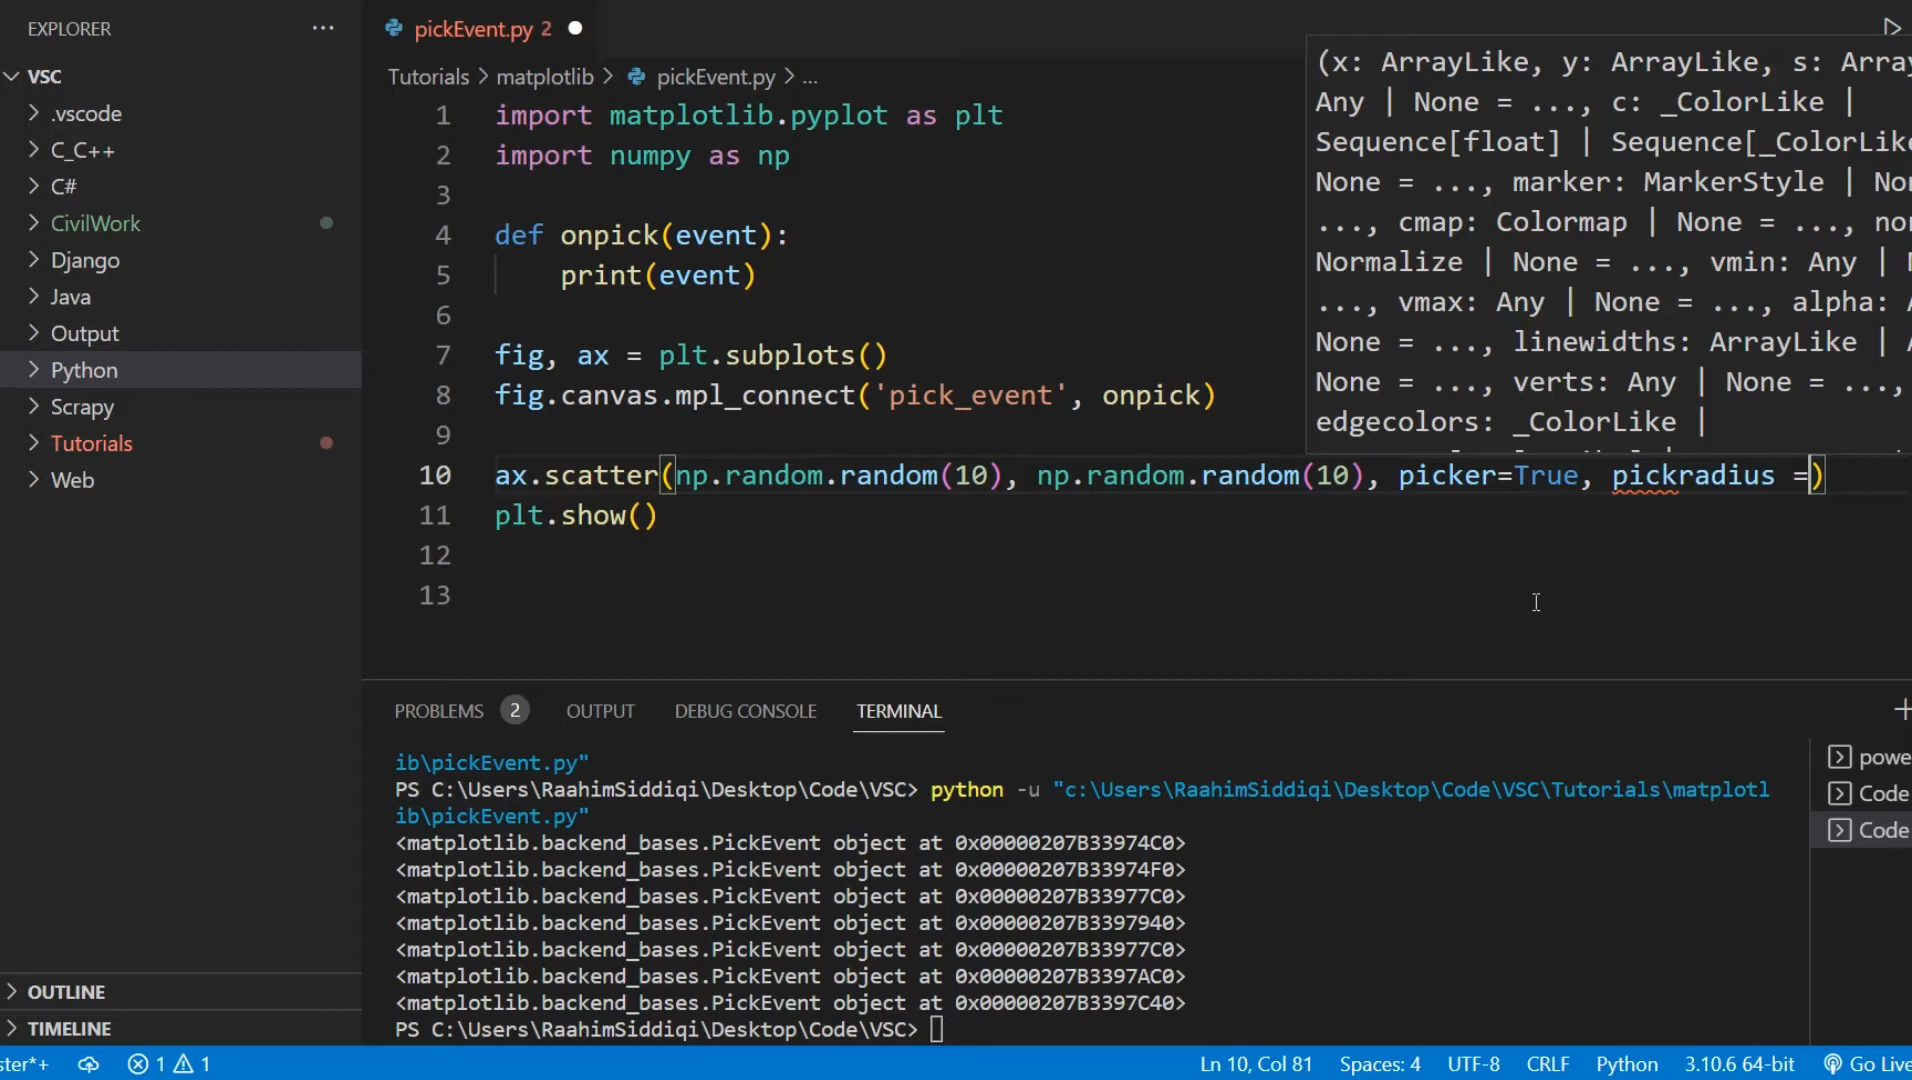 EXPLORER
···
VSC
.vscode
C_C++
C#
CivilWork
Django
Java
Output
Python
Scrapy
Tutorials
Web
OUTLINE
TIMELINE
pickEvent.py 2
Tutorials > matplotlib > pickEvent.py > ...
1 import matplotlib.pyplot as plt
2 import numpy as np
3
4 def onpick(event):
5 print(event)
6
7 fig, ax = plt.subplots()
8 fig.canvas.mpl_connect('pick_event', onpick)
9
10 ax.scatter(np.random.random(10), np.random.random(10), picker=True, pickradius =)
11 plt.show()
12
13
(x: ArrayLike, y: ArrayLike, s: Array
Any | None = ..., c: _ColorLike |
Sequence[float] | Sequence[_ColorLike
None = ..., marker: MarkerStyle | Non
..., cmap: Colormap | None = ..., nor
Normalize | None = ..., vmin: Any |
..., vmax: Any | None = ..., alpha:
None = ..., linewidths: ArrayLike |
None = ..., verts: Any | None = ...,
edgecolors: _ColorLike |
PROBLEMS 2 OUTPUT DEBUG CONSOLE TERMINAL
ib\pickEvent.py"
PS C:\Users\RaahimSiddiqi\Desktop\Code\VSC> python -u "c:\Users\RaahimSiddiqi\Desktop\Code\VSC\Tutorials\matplotl
ib\pickEvent.py"
<matplotlib.backend_bases.PickEvent object at 0x00000207B33974C0>
<matplotlib.backend_bases.PickEvent object at 0x00000207B33974F0>
<matplotlib.backend_bases.PickEvent object at 0x00000207B33977C0>
<matplotlib.backend_bases.PickEvent object at 0x00000207B3397940>
<matplotlib.backend_bases.PickEvent object at 0x00000207B33977C0>
<matplotlib.backend_bases.PickEvent object at 0x00000207B3397AC0>
<matplotlib.backend_bases.PickEvent object at 0x00000207B3397C40>
PS C:\Users\RaahimSiddiqi\Desktop\Code\VSC>
powe
Code
Code
ster*+ 1 1 Ln 10, Col 81 Spaces: 4 UTF-8 CRLF Python 3.10.6 64-bit Go Live